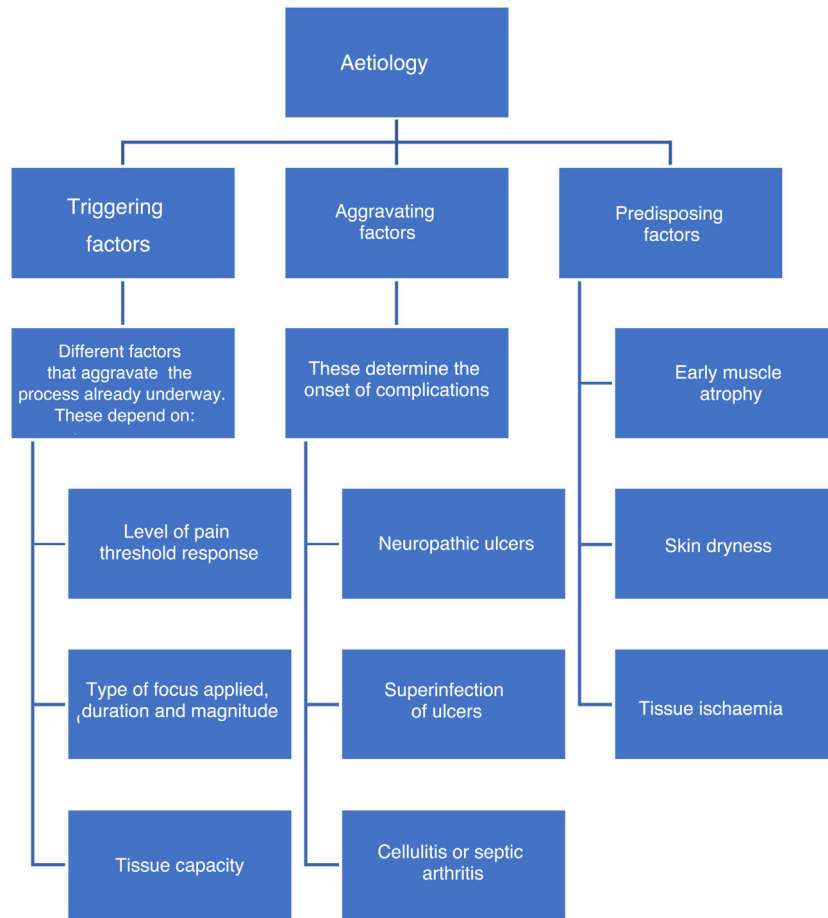 Aetiology
Triggering
factors
Aggravating
factors
Predisposing
factors
Different factors
that aggravate the
process already underway.
These depend on:
These determine the
onset of complications
Early muscle
atrophy
Level of pain
threshold response
Neuropathic ulcers
Skin dryness
Type of focus applied,
duration and magnitude
Superinfection
of ulcers
Tissue ischaemia
Tissue capacity
Cellulitis or septic
arthritis